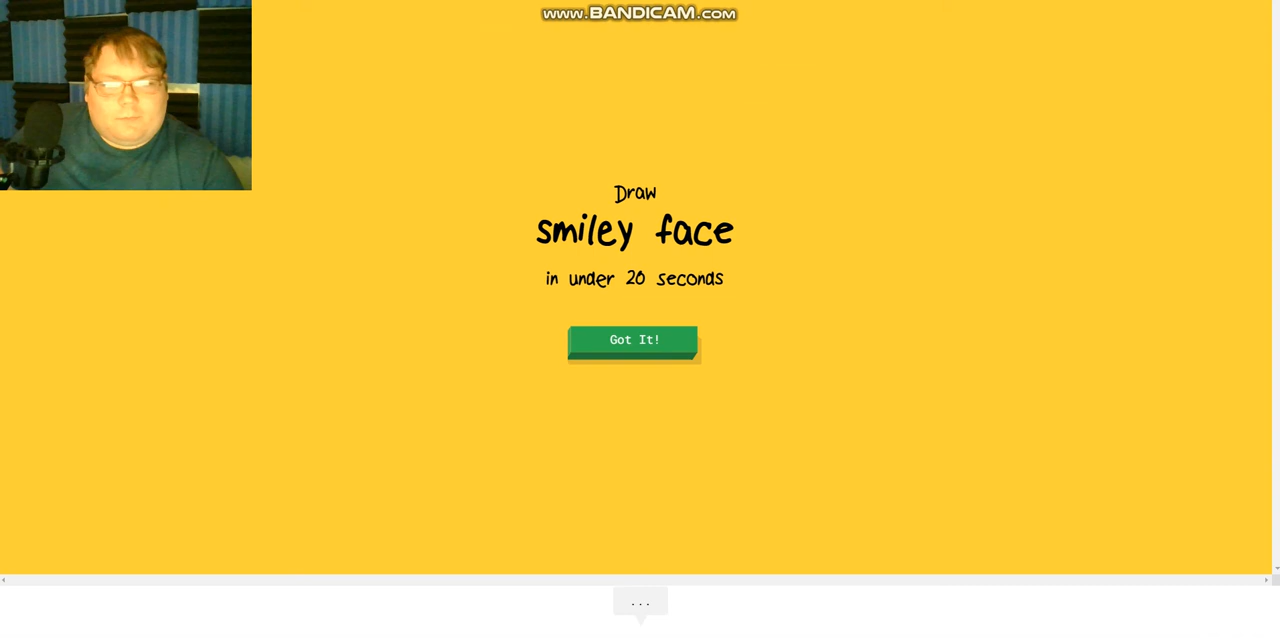 www.BANDICAM.com
Draw
smiley face
in under 20 seconds
Got It!
...